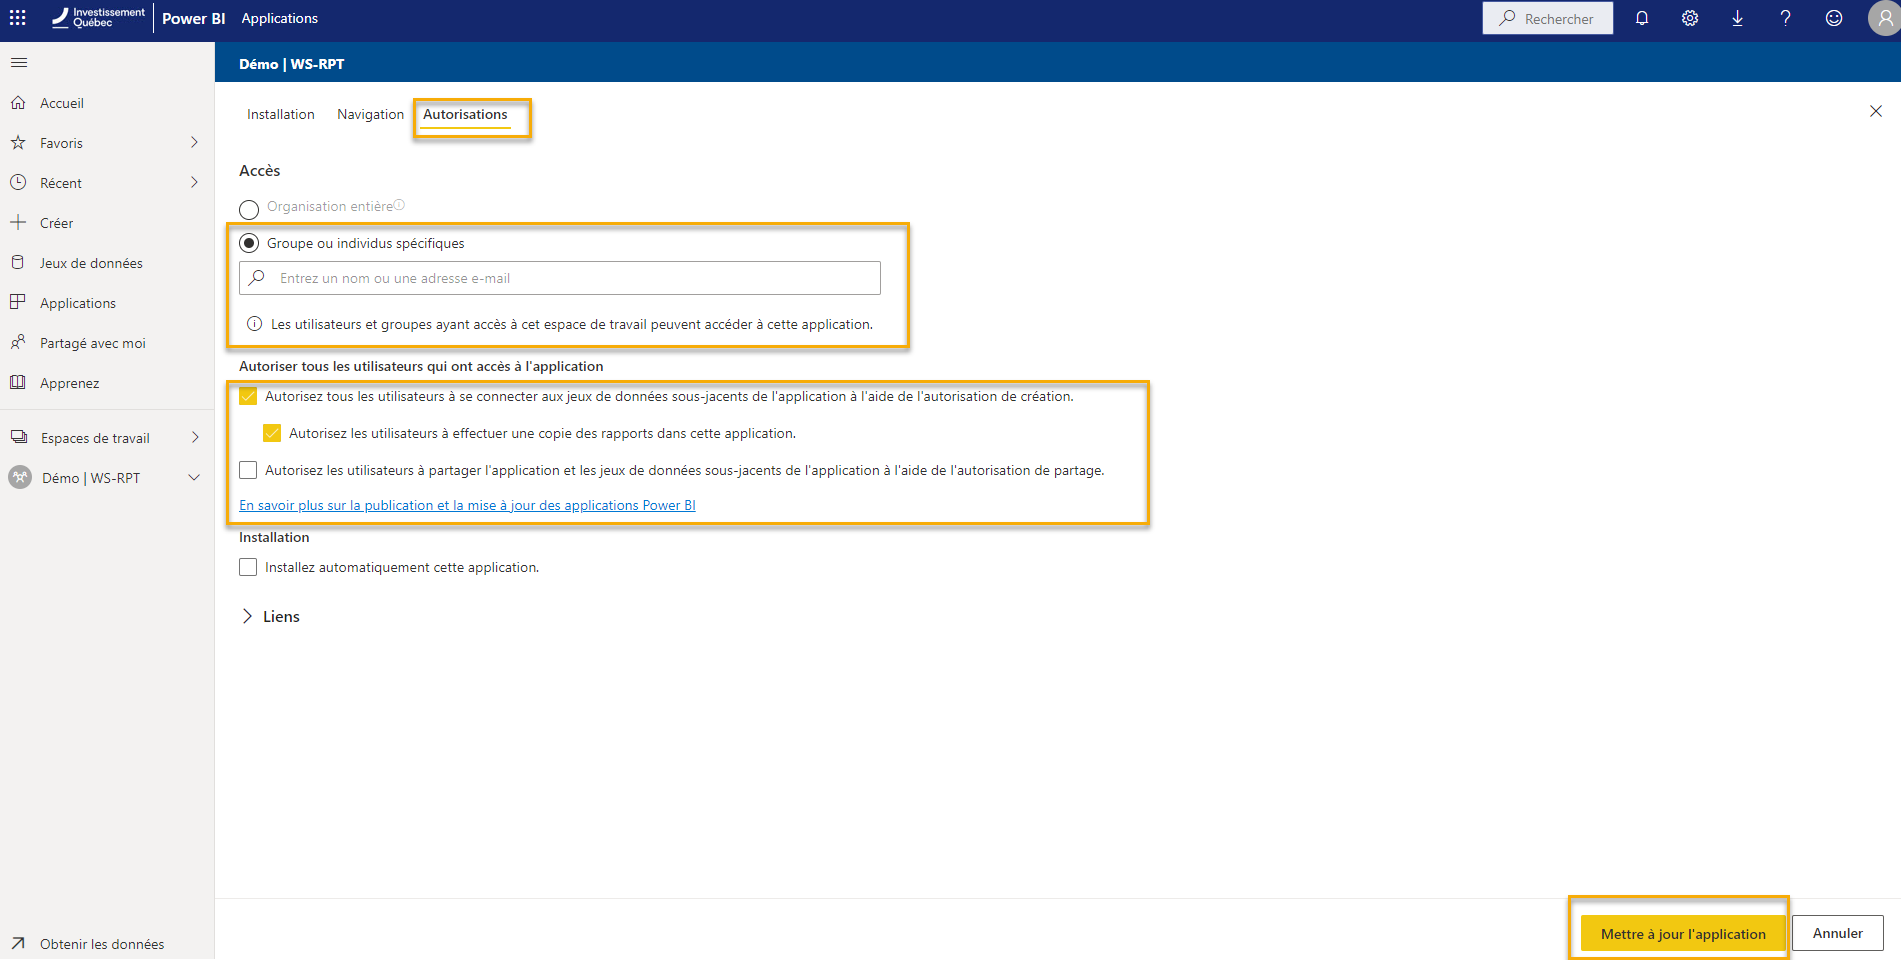 Investissement
Québec
Power BI
Applications
Rechercher
Démo | WS-RPT
Accueil
Favoris
Récent
Créer
Jeux de données
Applications
Partagé avec moi
Apprenez
Espaces de travail
Démo | WS-RPT
Obtenir les données
Installation
Navigation
Autorisations
Accès
Organisation entière
Groupe ou individus spécifiques
Entrez un nom ou une adresse e-mail
Les utilisateurs et groupes ayant accès à cet espace de travail peuvent accéder à cette application.
Autoriser tous les utilisateurs qui ont accès à l'application
Autorisez tous les utilisateurs à se connecter aux jeux de données sous-jacents de l'application à l'aide de l'autorisation de création.
Autorisez les utilisateurs à effectuer une copie des rapports dans cette application.
Autorisez les utilisateurs à partager l'application et les jeux de données sous-jacents de l'application à l'aide de l'autorisation de partage.
En savoir plus sur la publication et la mise à jour des applications Power BI
Installation
Installez automatiquement cette application.
Liens
Mettre à jour l'application
Annuler